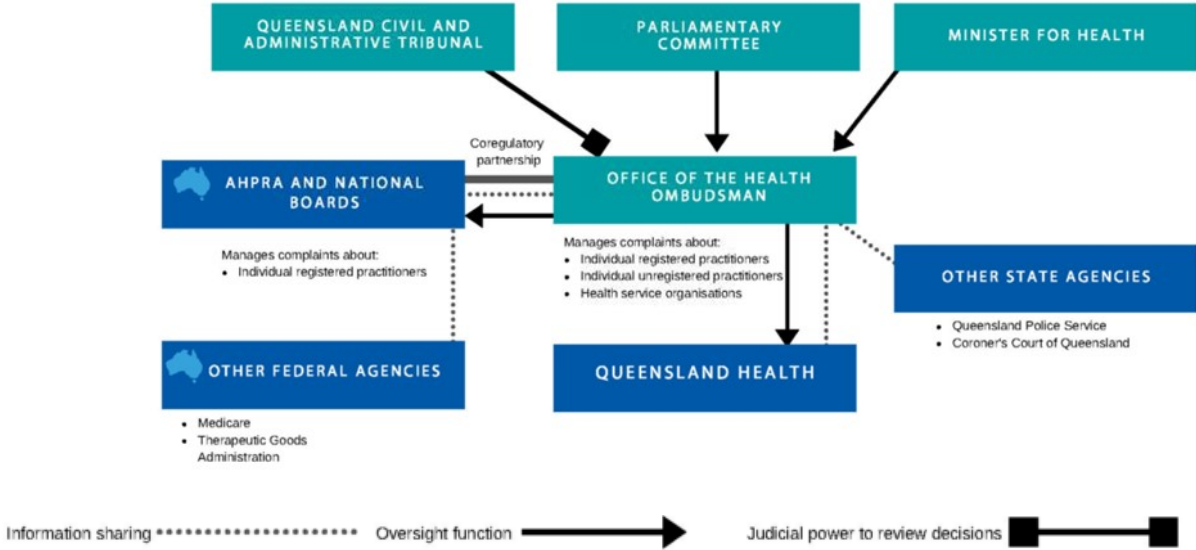 QUEENSLAND CIVIL AND
ADMINISTRATIVE TRIBUNAL
PARLIAMENTARY
COMMITTEE
MINISTER FOR HEALTH
Coregulatory
partnership
AHPRA AND NATIONAL
BOARDS
OFFICE OF THE HEALTH
OMBUDSMAN
Manages complaints about:
• Individual registered practitioners
Manages complaints about:
• Individual registered practitioners
• Individual unregistered practitioners
• Health service organisations
OTHER STATE AGENCIES
• Queensland Police Service
• Coroner's Court of Queensland
OTHER FEDERAL AGENCIES
• Medicare
• Therapeutic Goods
Administration
QUEENSLAND HEALTH
Information sharing
Oversight function
Judicial power to review decisions